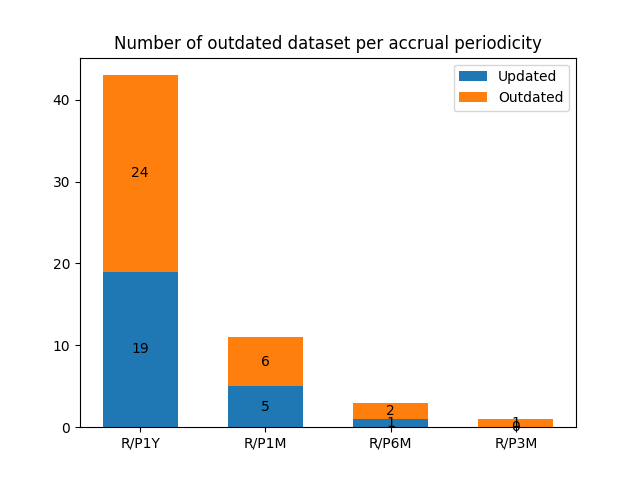 Number of outdated dataset per accrual periodicity
Updated
Outdated
40
30
20
10
0
24
19
6
5
2
1
1
0
R/P1Y
R/P1M
R/P6M
R/P3M